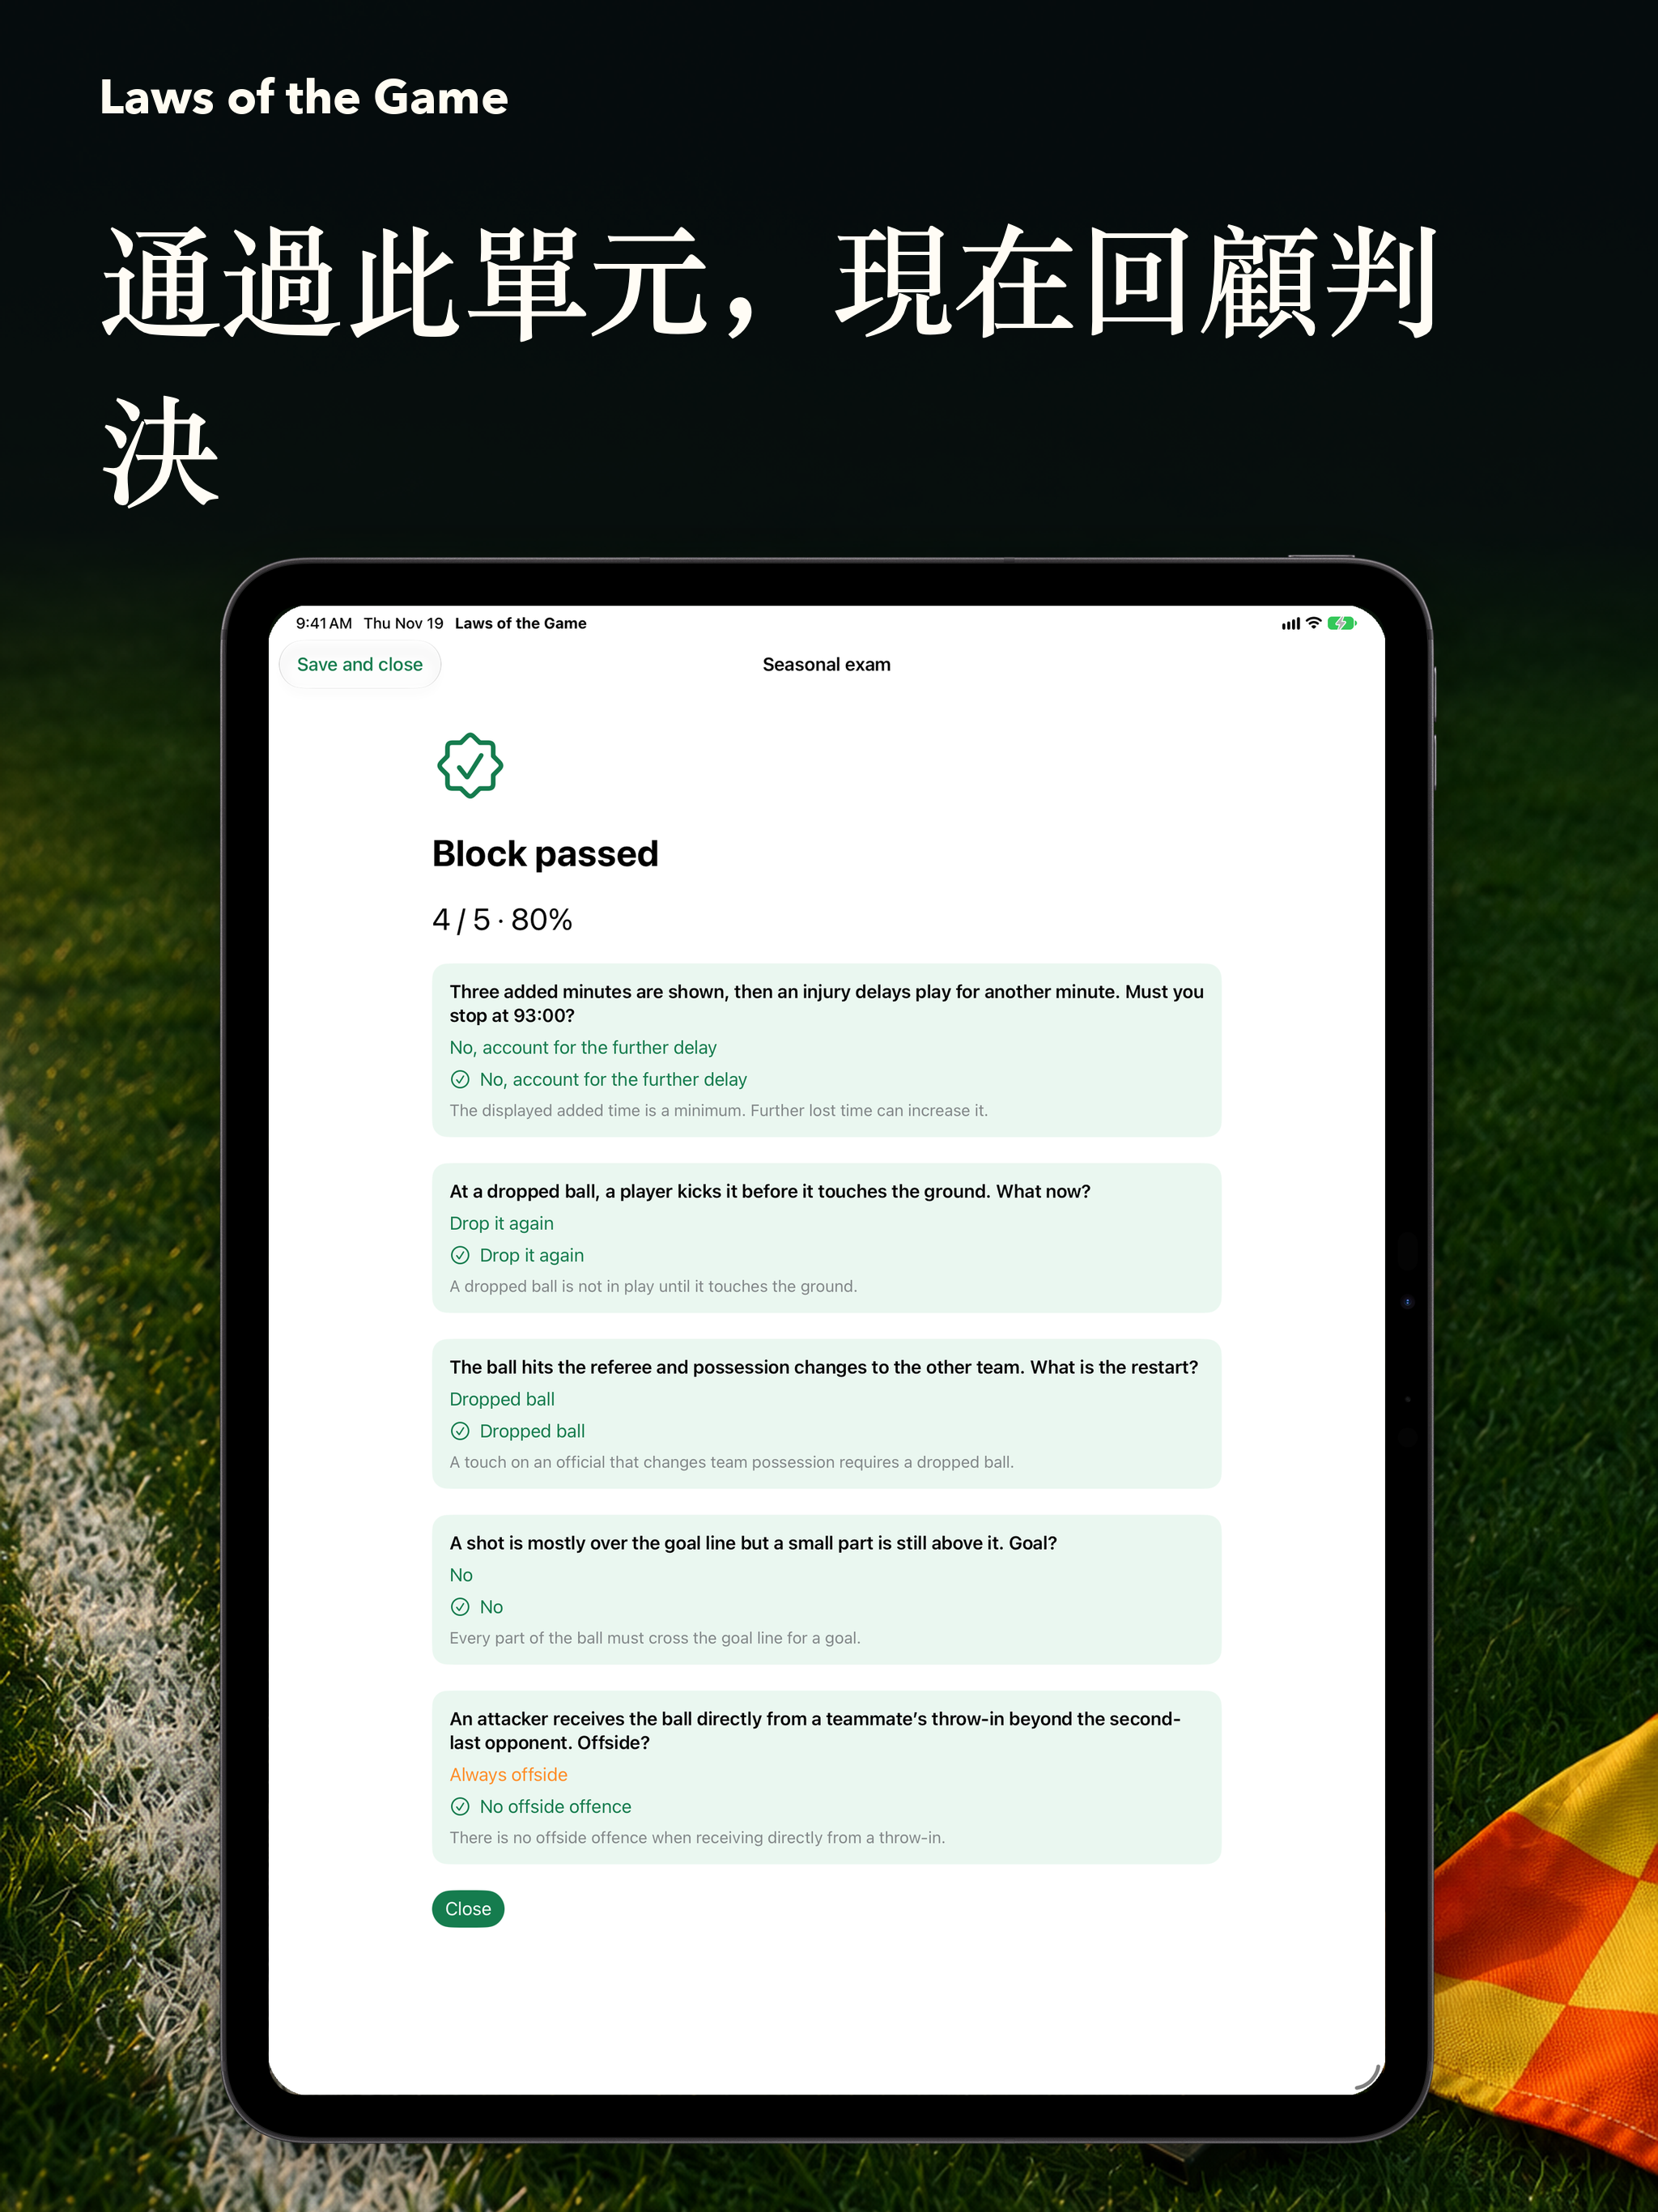 Laws of the Game
通過此單元，現在回顧判
決
9:41 AM Thu Nov 19 Laws of the Game
Save and close
Seasonal exam
Block passed
4 / 5 · 80%
Three added minutes are shown, then an injury delays play for another minute. Must you
stop at 93:00?
No, account for the further delay
No, account for the further delay
The displayed added time is a minimum. Further lost time can increase it.
At a dropped ball, a player kicks it before it touches the ground. What now?
Drop it again
Drop it again
A dropped ball is not in play until it touches the ground.
The ball hits the referee and possession changes to the other team. What is the restart?
Dropped ball
Dropped ball
A touch on an official that changes team possession requires a dropped ball.
A shot is mostly over the goal line but a small part is still above it. Goal?
No
No
Every part of the ball must cross the goal line for a goal.
An attacker receives the ball directly from a teammate’s throw-in beyond the second-
last opponent. Offside?
Always offside
No offside offence
There is no offside offence when receiving directly from a throw-in.
Close